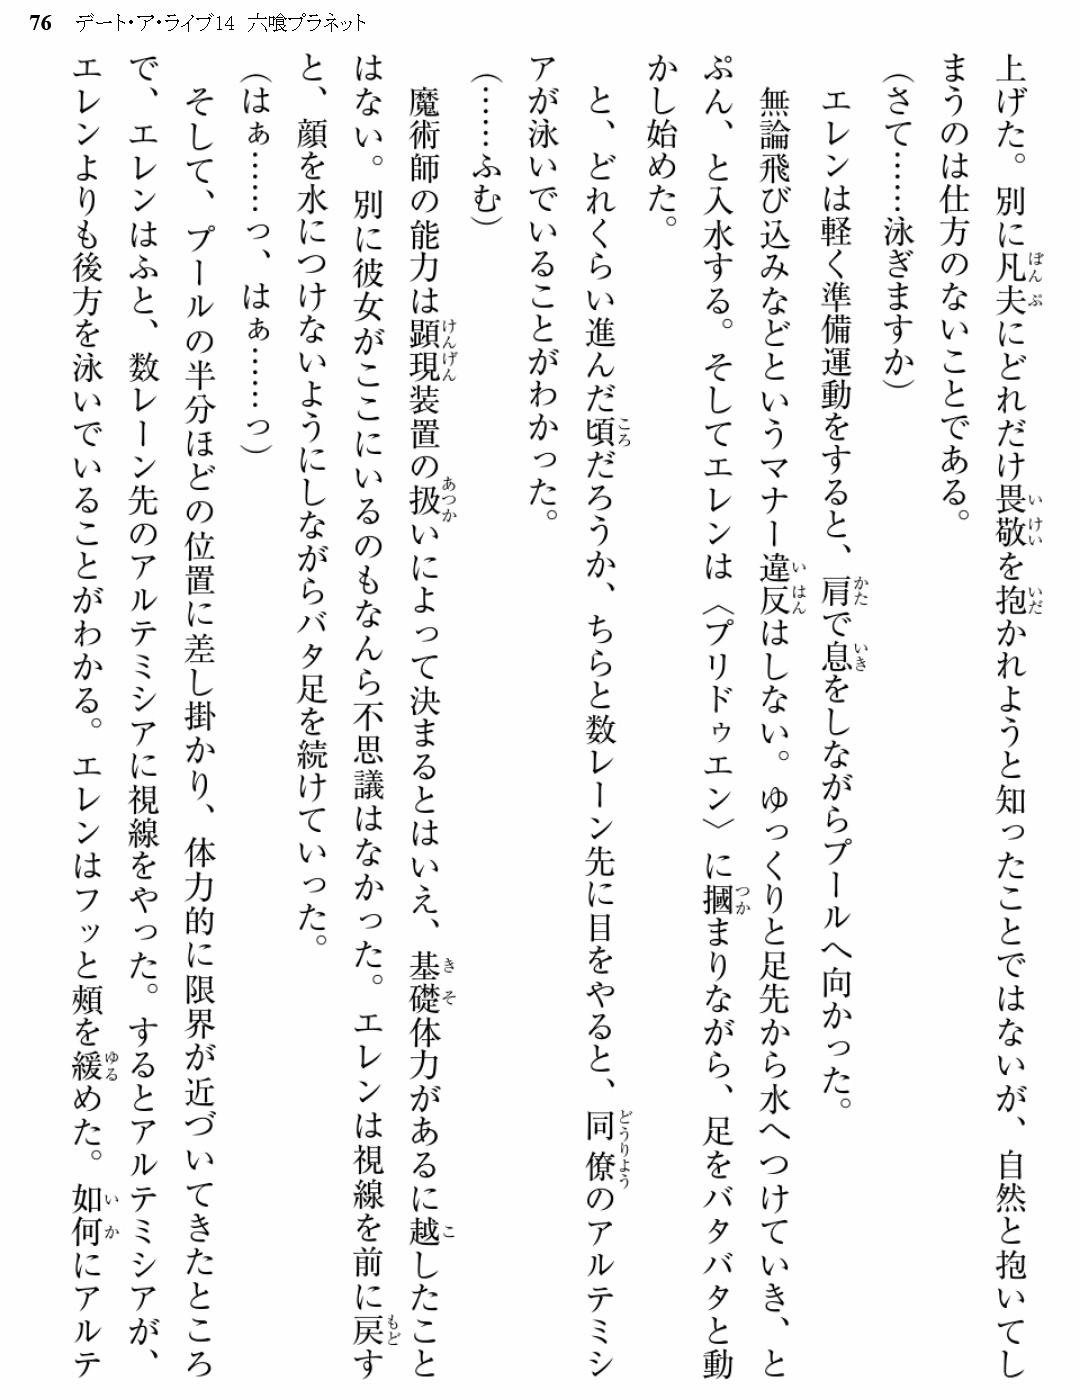 76 デート・ア・ライブ14 六喰プラネット
上げた。別に凡夫にどれだけ畏敬を抱かれようと知ったことではないが、自然と抱いてし
まうのは仕方のないことである。
（さて……泳ぎますか）
エレンは軽く準備運動をすると、肩で息をしながらプールへ向かった。
無論飛び込みなどというマナー違反はしない。ゆっくりと足先から水へつけていき、と
ぷん、と入水する。そしてエレンは〈プリドゥエン〉に摑まりながら、足をバタバタと動
かし始めた。
と、どれくらい進んだ頃だろうか、ちらと数レーン先に目をやると、同僚のアルテミシ
アが泳いでいることがわかった。
（……ふむ）
魔術師の能力は顕現装置の扱いによって決まるとはいえ、基礎体力があるに越したこと
はない。別に彼女がここにいるのもなんら不思議はなかった。エレンは視線を前に戻す
と、顔を水につけないようにしながらバタ足を続けていった。
（はぁ……っ、はぁ……っ）
そして、プールの半分ほどの位置に差し掛かり、体力的に限界が近づいてきたところ
で、エレンはふと、数レーン先のアルテミシアに視線をやった。するとアルテミシアが、
エレンよりも後方を泳いでいることがわかる。エレンはフッと頰を緩めた。如何にアルテ